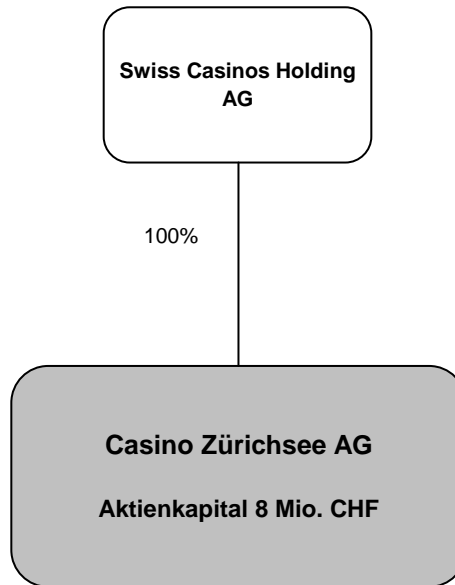 Swiss Casinos Holding
AG
100%
Casino Zürichsee AG
Aktienkapital 8 Mio. CHF